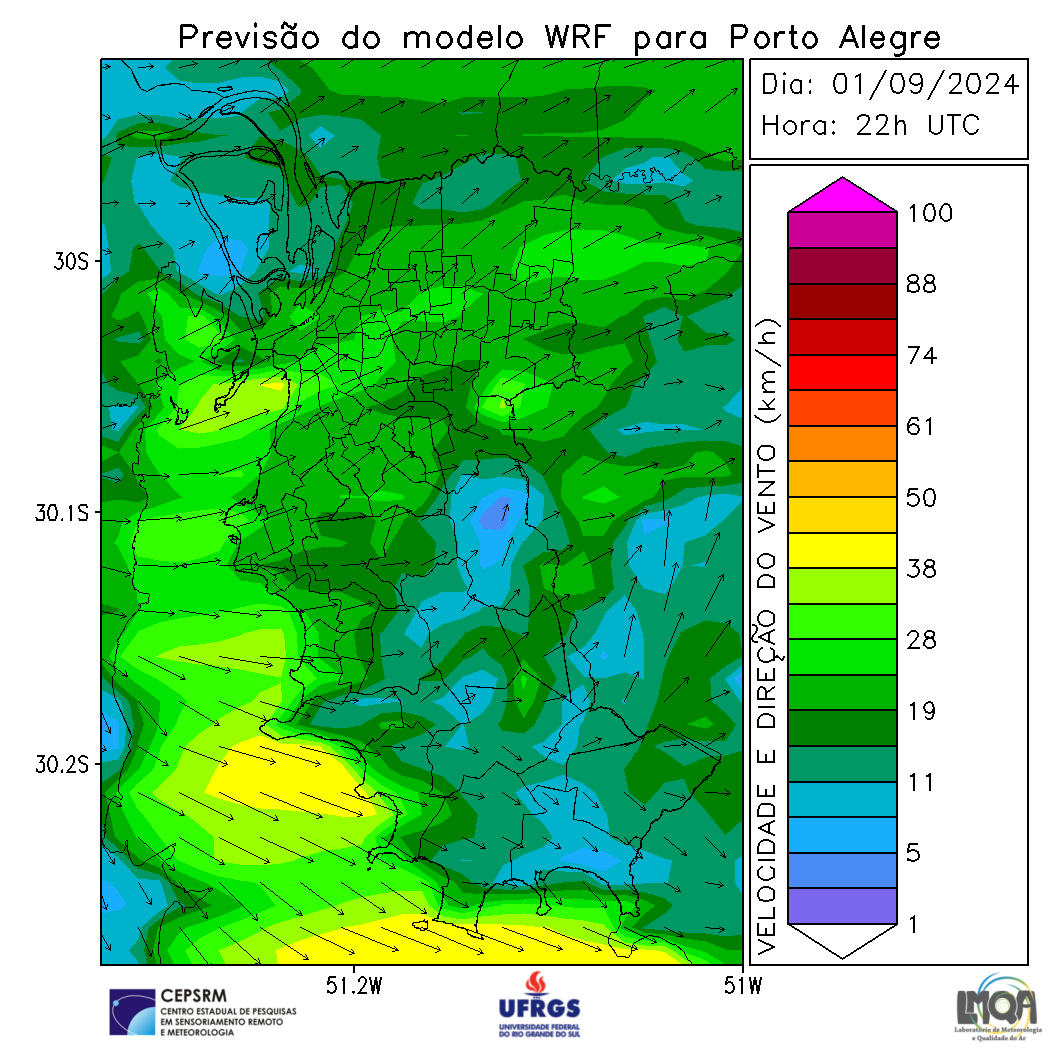 Previsão do modelo WRF para Porto Alegre
Dia: 01/09/2024
Hora: 22h UTC
30S
30.1S
30.2S
51.2W
51W
VELOCIDADE E DIREÇÃO DO VENTO (km/h)
100
88
74
61
50
38
28
19
11
5
1
CEPSRM
CENTRO ESTADUAL DE PESQUISAS
EM SENSORIAMENTO REMOTO
E METEOROLOGIA
UFRGS
UNIVERSIDADE FEDERAL
DO RIO GRANDE DO SUL
LMQA
Laboratório de Meteorologia
e Qualidade do Ar